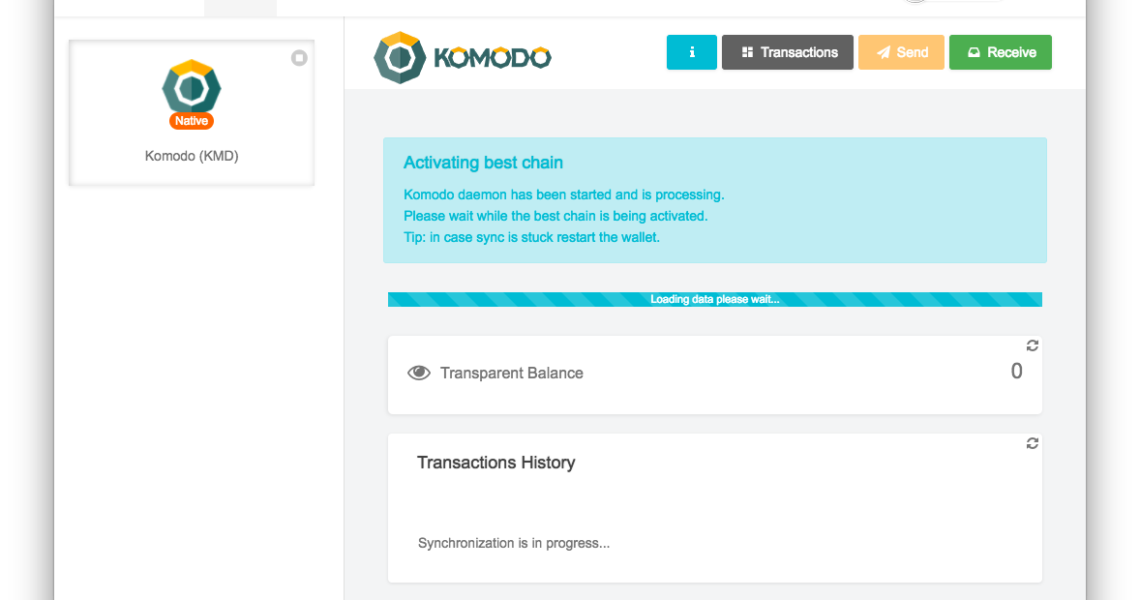 Native
Komodo (KMD)
KOMODO
i
Transactions
Send
Receive
Activating best chain
Komodo daemon has been started and is processing.
Please wait while the best chain is being activated.
Tip: in case sync is stuck restart the wallet.
Loading data please wait...
Transparent Balance
0
Transactions History
Synchronization is in progress...